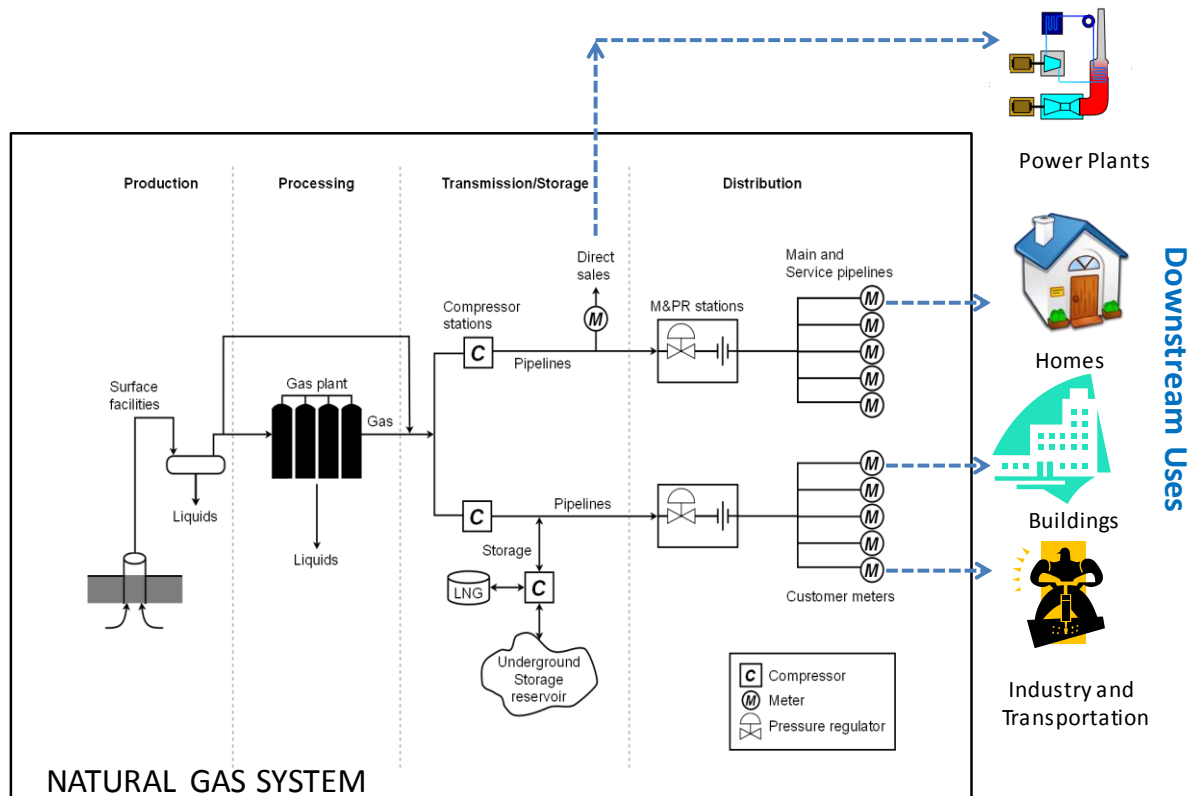 Power Plants
Production
Processing
Transmission/Storage
Distribution
Direct
sales
Main and
Service pipelines
M
Compressor
stations
M
M&PR stations
M
C
M
Pipelines
M
Homes
Surface
facilities
Gas plant
Gas
M
M
M
C
Pipelines
M
Liquids
Storage
Buildings
Liquids
M
LNG
C
M
Customer meters
Underground
Storage
reservoir
C Compressor
M Meter
Pressure regulator
Industry and
Transportation
NATURAL GAS SYSTEM
Downstream Uses